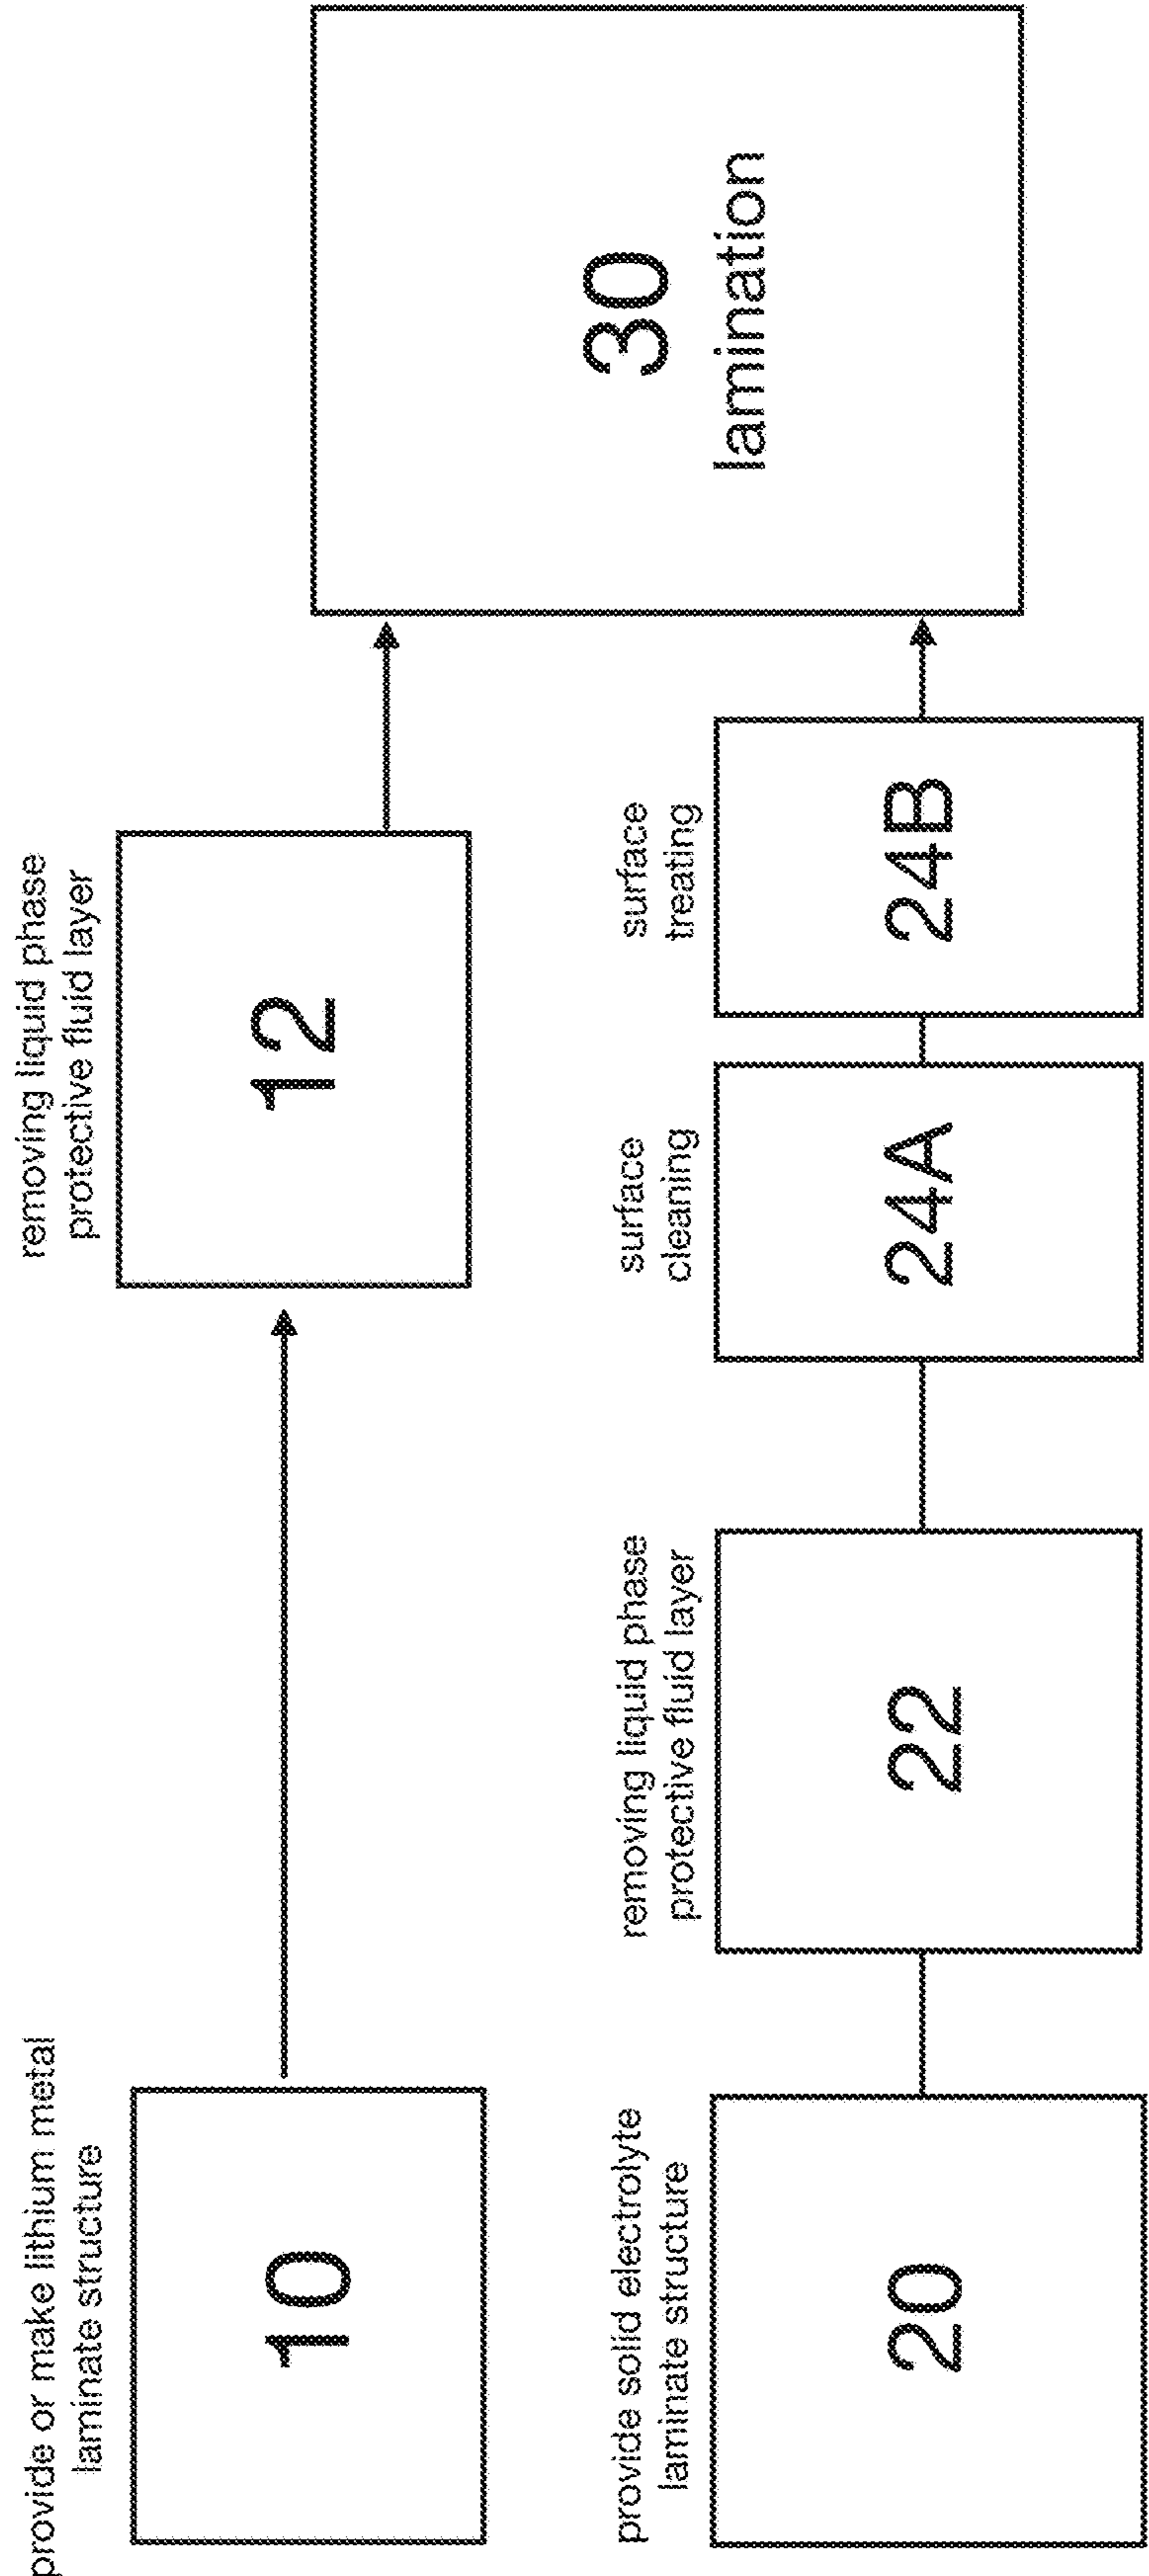 provide or make lithium metal
laminate structure
10
removing liquid phase
protective fluid layer
12
provide solid electrolyte
laminate structure
20
removing liquid phase
protective fluid layer
22
surface
cleaning
24A
surface
treating
24B
30
lamination